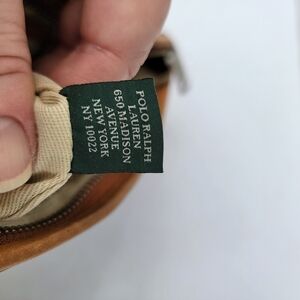 POLO RALPH
LAUREN
650 MADISON
AVENUE
NEW YORK
NY 10022